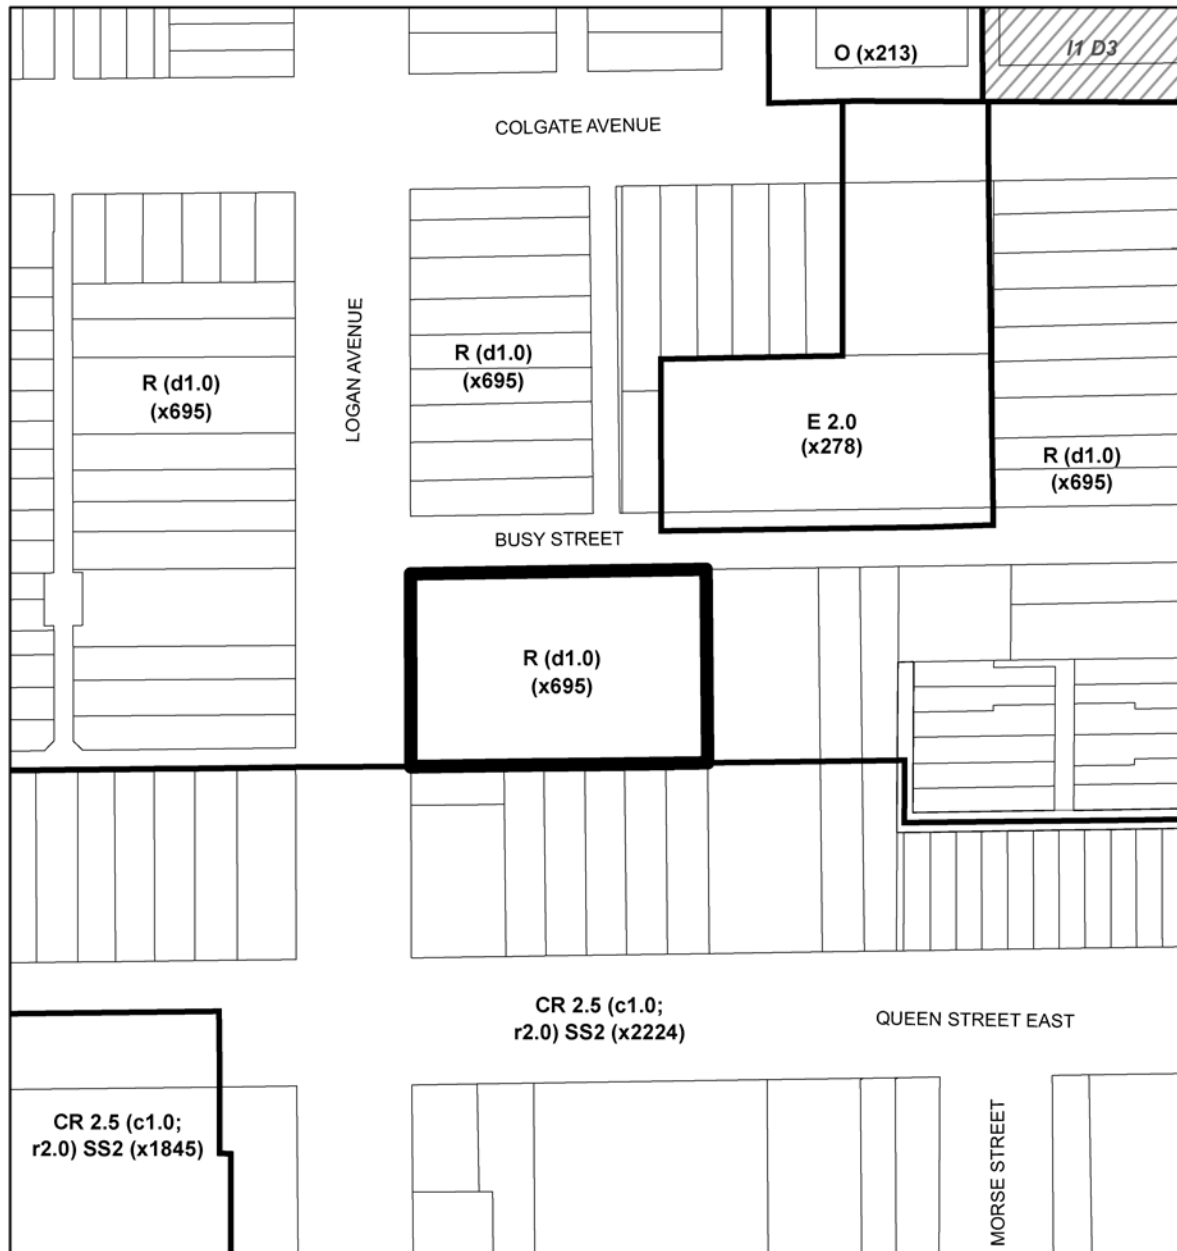 O (x213)
I1 D3
COLGATE AVENUE
LOGAN AVENUE
R (d1.0)
(x695)
R (d1.0)
(x695)
E 2.0
(x278)
R (d1.0)
(x695)
BUSY STREET
R (d1.0)
(x695)
CR 2.5 (c1.0;
r2.0) SS2 (x2224)
QUEEN STREET EAST
CR 2.5 (c1.0;
r2.0) SS2 (x1845)
MORSE STREET